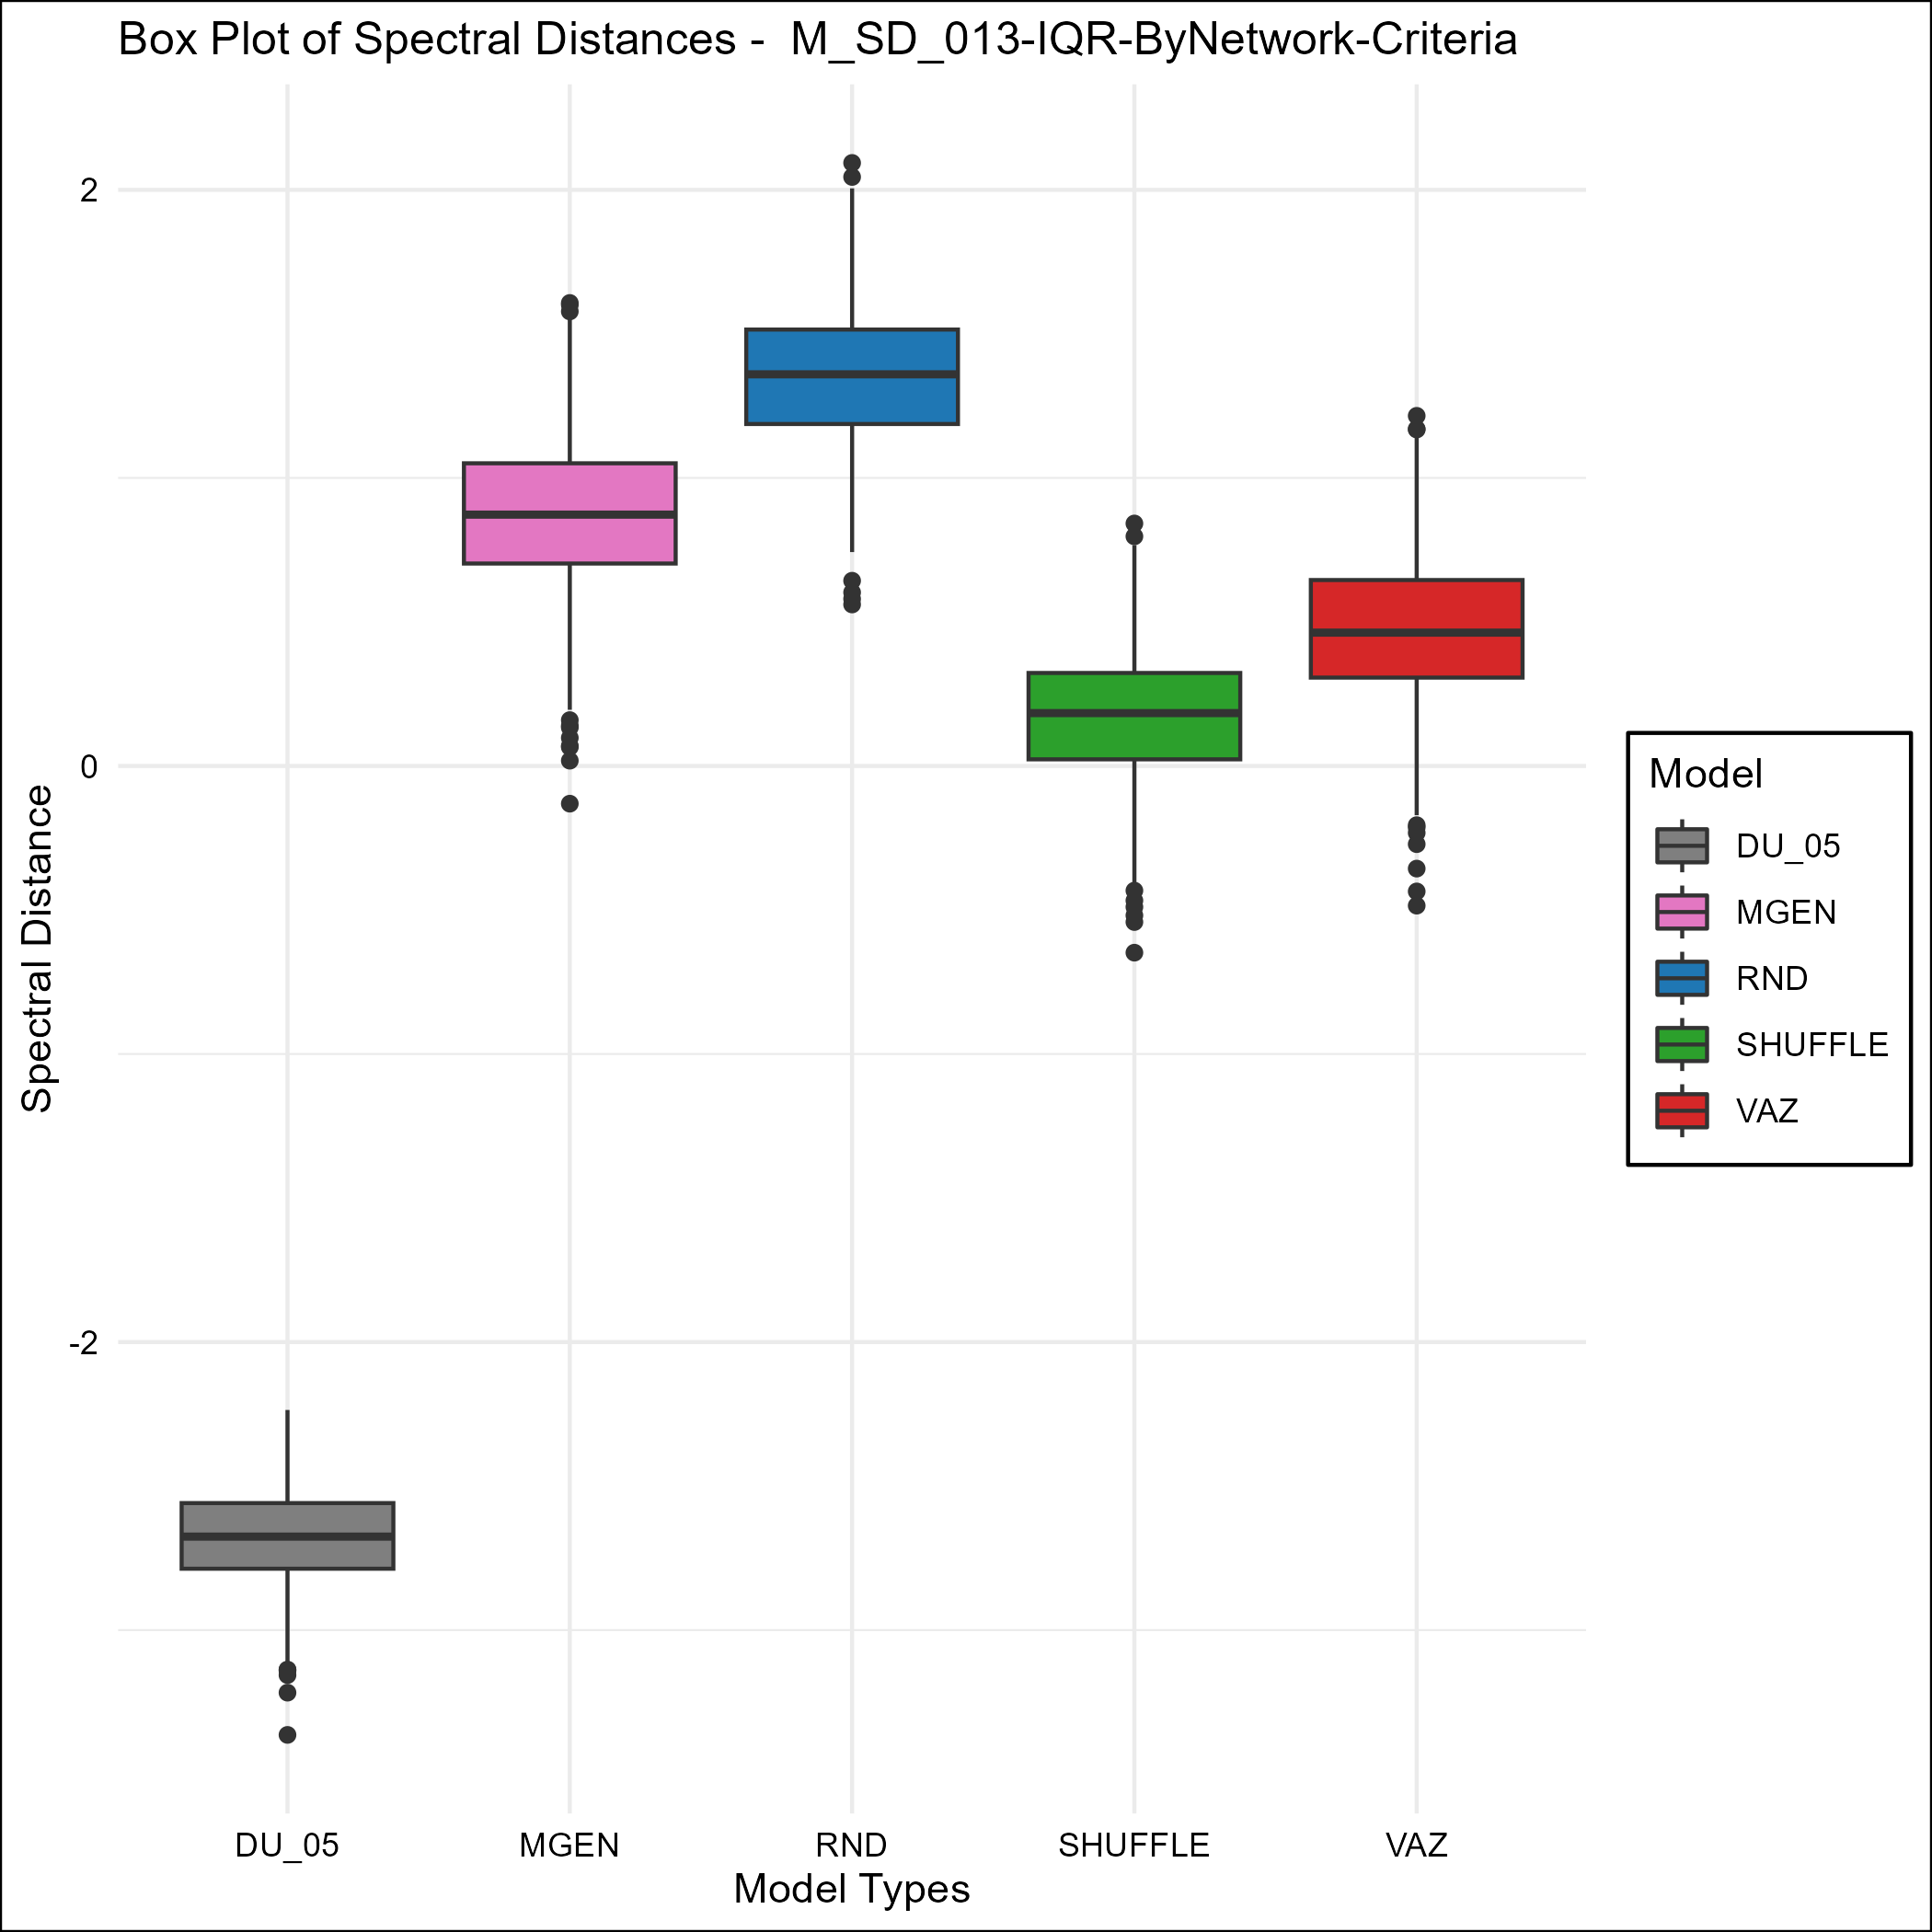 Box Plot of Spectral Distances -  M_SD_013-IQR-ByNetwork-Criteria
Spectral Distance
2
0
-2
DU_05
MGEN
RND
SHUFFLE
VAZ
Model Types
Model
DU_05
MGEN
RND
SHUFFLE
VAZ